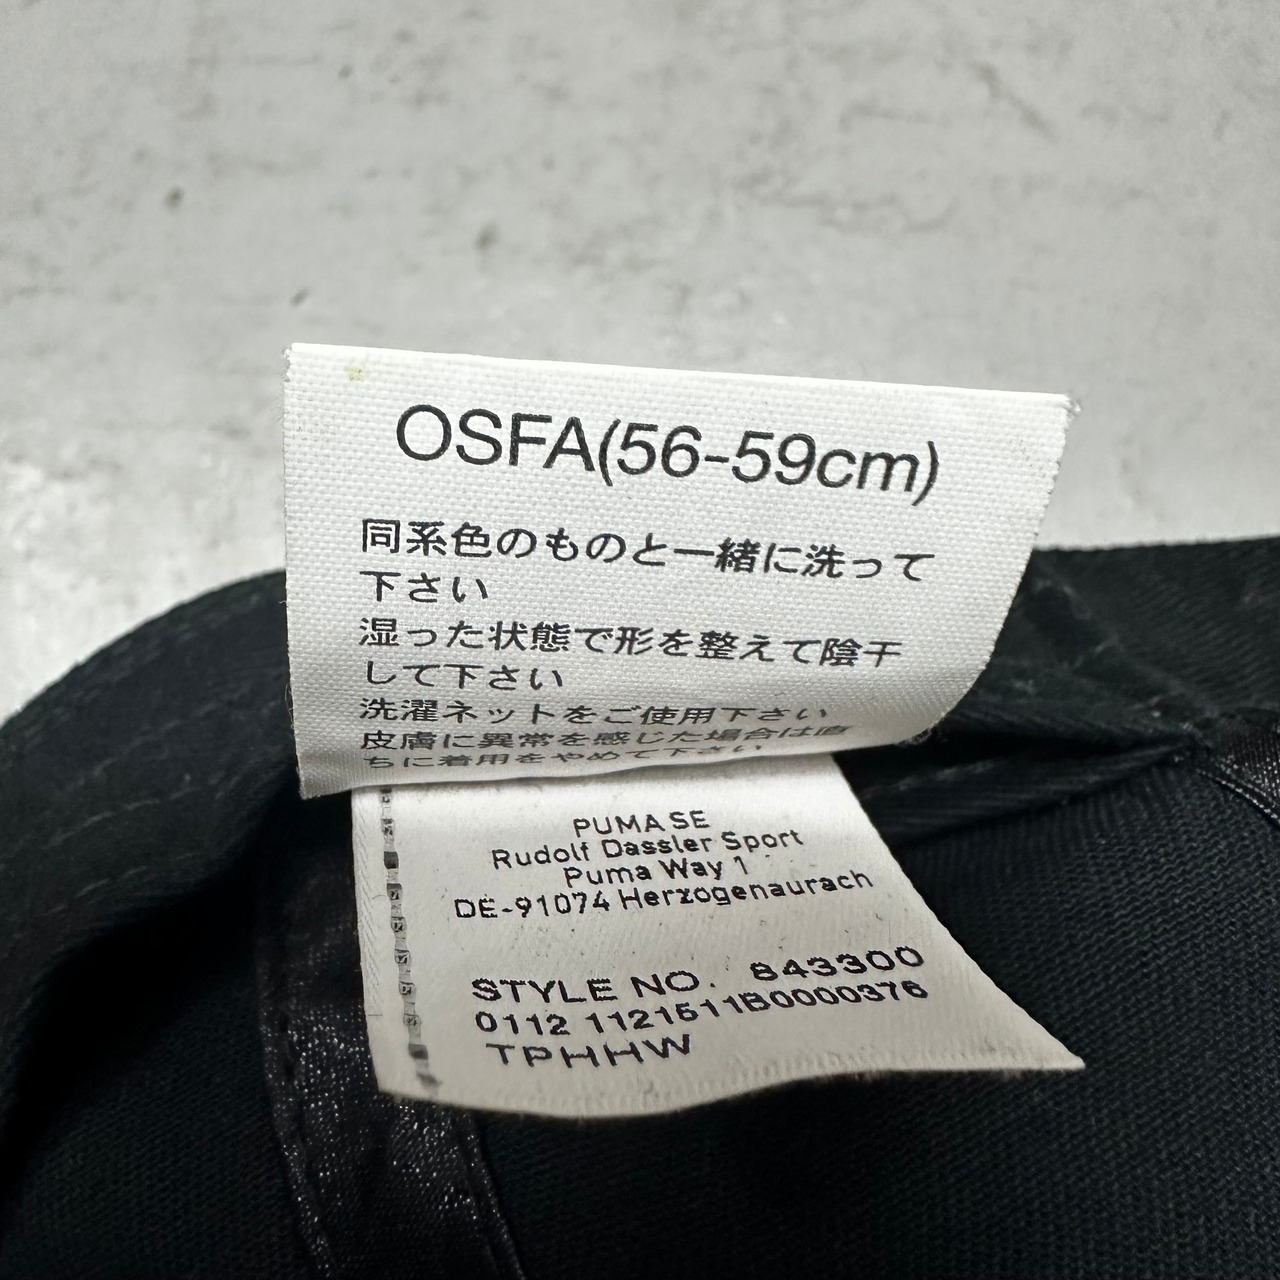 OSFA(56-59cm)
同系色のものと一緒に洗って
下さい
湿った状態で形を整えて陰干
して下さい
洗濯ネットをご使用下さい
皮膚に異常を感じた場合は直
ちに着用をやめて下さい
PUMA SE
Rudolf Dassler Sport
Puma Way 1
DE-91074 Herzogenaurach
STYLE NO. 843300
0112 1121511B0000376
TPHHW